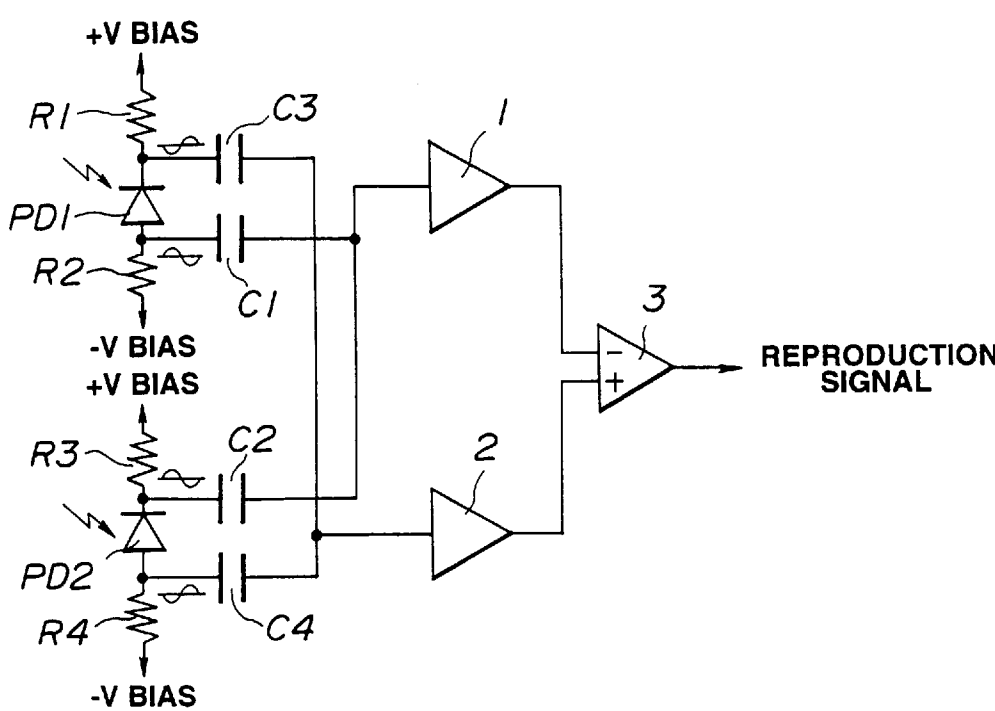 +V BIAS
R1
C3
1
PD1
R2
C1
-V BIAS
3
-
+
REPRODUCTION
SIGNAL
+V BIAS
R3
C2
2
PD2
R4
C4
-V BIAS